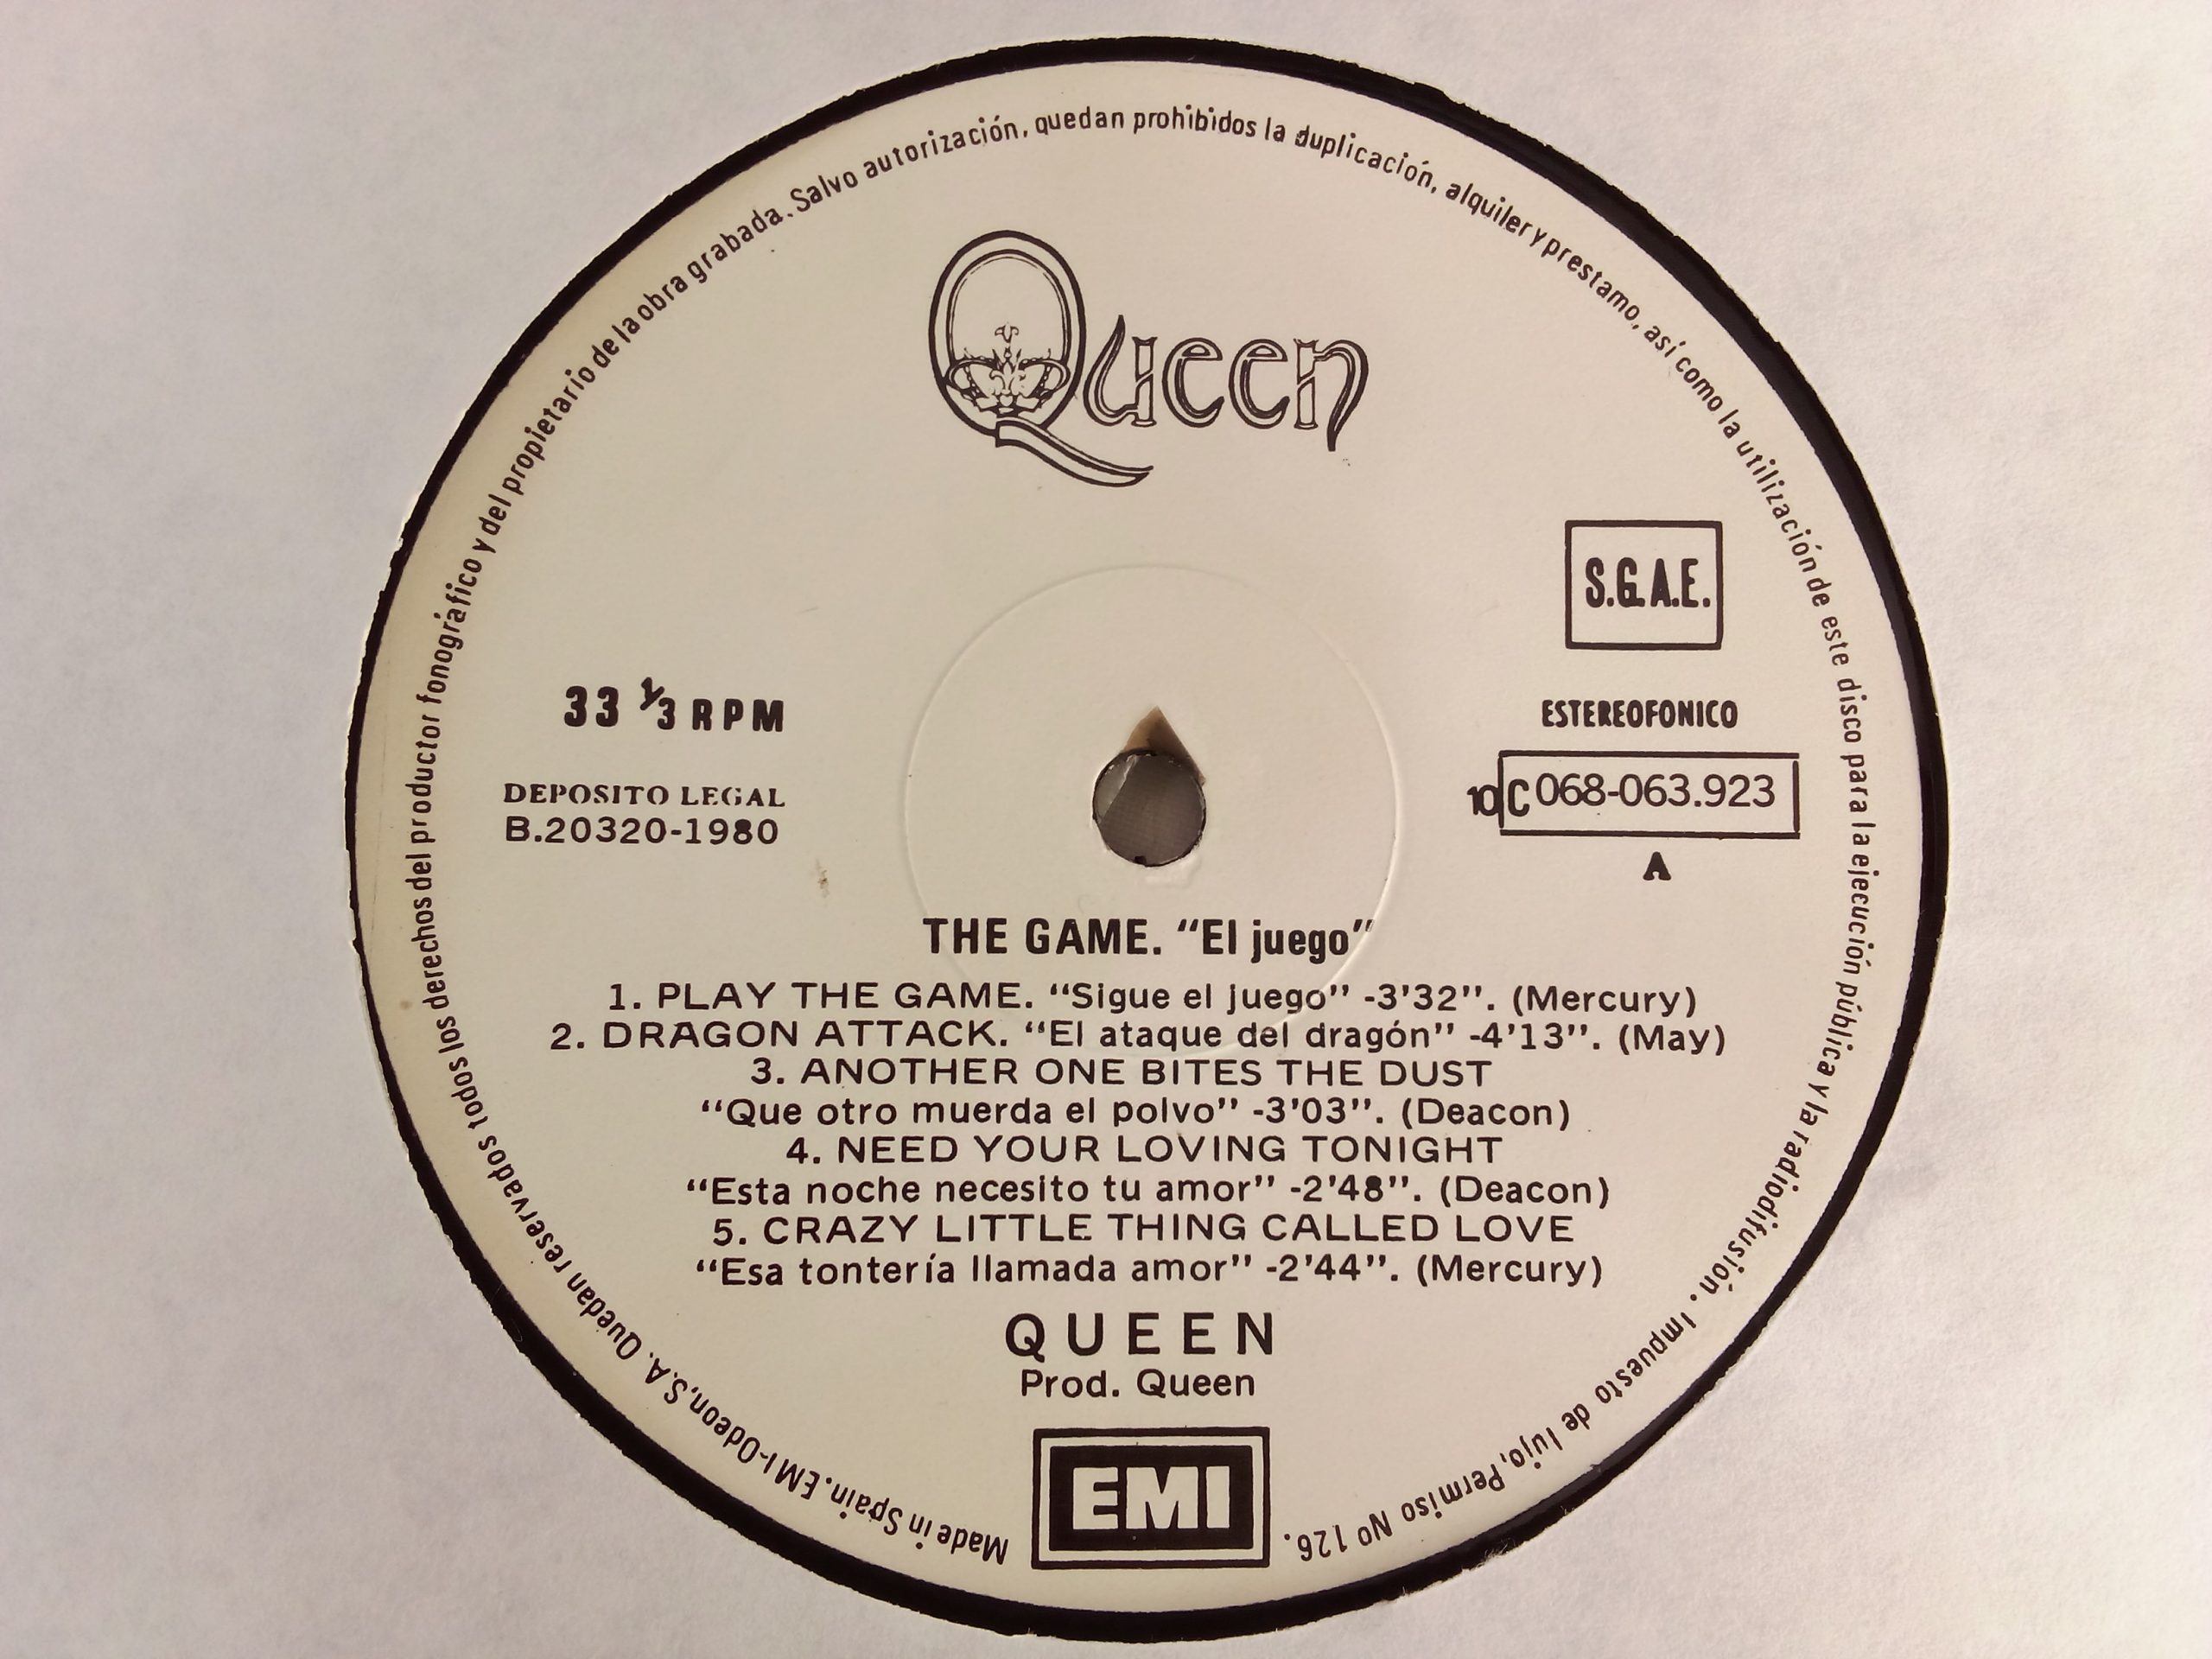 Made in Spain. EMI-Odeon, S.A. Quedan reservados todos los derechos del productor fonográfico y del propietario de la obra grabada. Salvo autorización, quedan prohibidos la duplicación, alquiler y prestamo, así como la utilización de este disco para la ejecución pública y la radiodifusión. Impuesto de lujo, Permiso Nº 126.
Queen
S.G.A.E.
33 1/3 RPM
ESTEREOFONICO
DEPOSITO LEGAL
B.20320-1980
10C 068-063.923
A
THE GAME. “El juego”
1. PLAY THE GAME. “Sigue el juego” -3’32’’. (Mercury)
2. DRAGON ATTACK. “El ataque del dragón” -4’13’’. (May)
3. ANOTHER ONE BITES THE DUST
“Que otro muerda el polvo” -3’03’’. (Deacon)
4. NEED YOUR LOVING TONIGHT
“Esta noche necesito tu amor” -2’48’’. (Deacon)
5. CRAZY LITTLE THING CALLED LOVE
“Esa tontería llamada amor” -2’44’’. (Mercury)
QUEEN
Prod. Queen
EMI